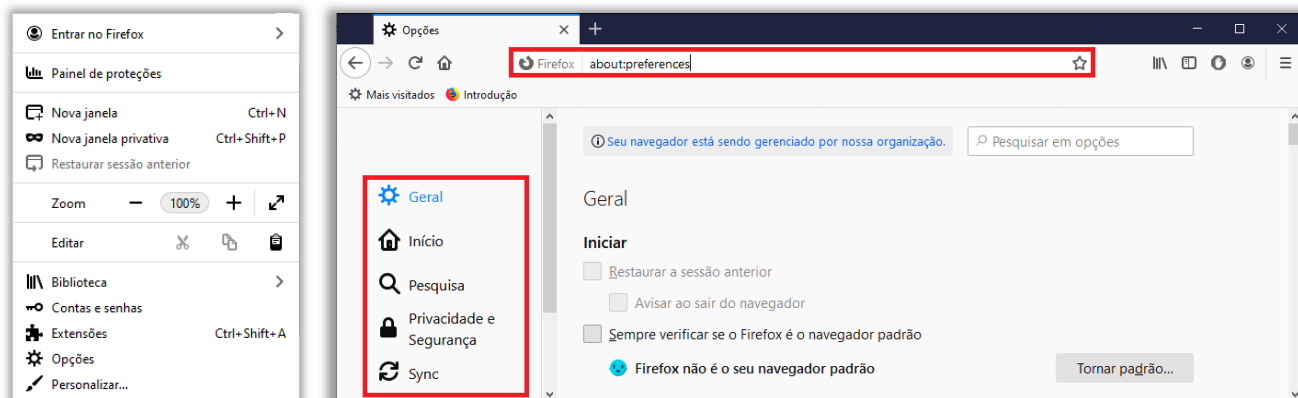 Entrar no Firefox
Painel de proteções
Nova janela Ctrl+N
Nova janela privativa Ctrl+Shift+P
Restaurar sessão anterior
Zoom 100%
Editar
Biblioteca
Contas e senhas
Extensões Ctrl+Shift+A
Opções
Personalizar...
Opções
Firefox about:preferences
Mais visitados Introdução
Seu navegador está sendo gerenciado por nossa organização.
Pesquisar em opções
Geral
Início
Pesquisa
Privacidade e
Segurança
Sync
Geral
Iniciar
Restaurar a sessão anterior
Avisar ao sair do navegador
Sempre verificar se o Firefox é o navegador padrão
Firefox não é o seu navegador padrão
Tornar padrão...